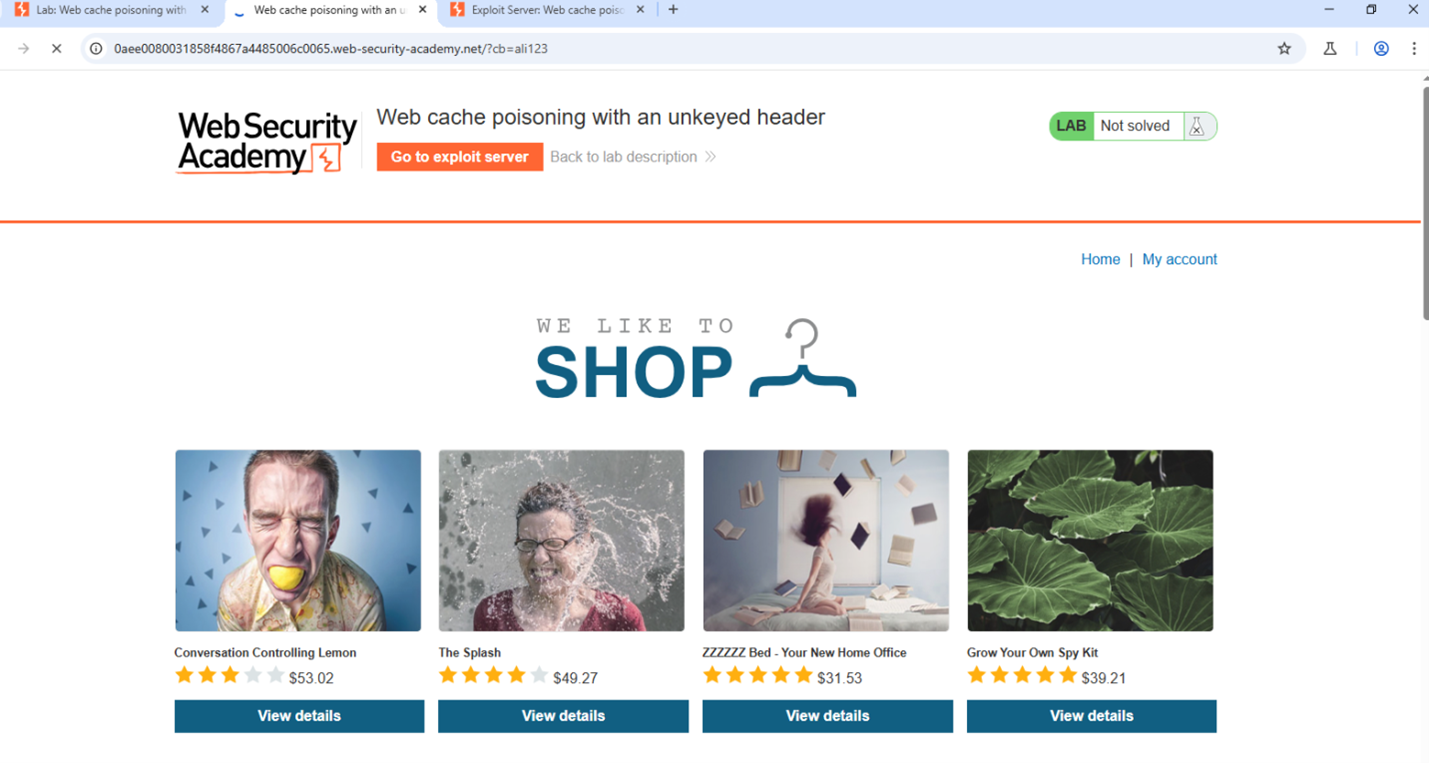 Lab: Web cache poisoning with
Web cache poisoning with an u
Exploit Server: Web cache poiso
0aee0080031858f4867a4485006c0065.web-security-academy.net/?cb=ali123
Web Security
Academy
Web cache poisoning with an unkeyed header
Go to exploit server
Back to lab description
LAB
Not solved
Home | My account
WE LIKE TO
SHOP
Conversation Controlling Lemon
$53.02
View details
The Splash
$49.27
View details
ZZZZZZ Bed - Your New Home Office
$31.53
View details
Grow Your Own Spy Kit
$39.21
View details